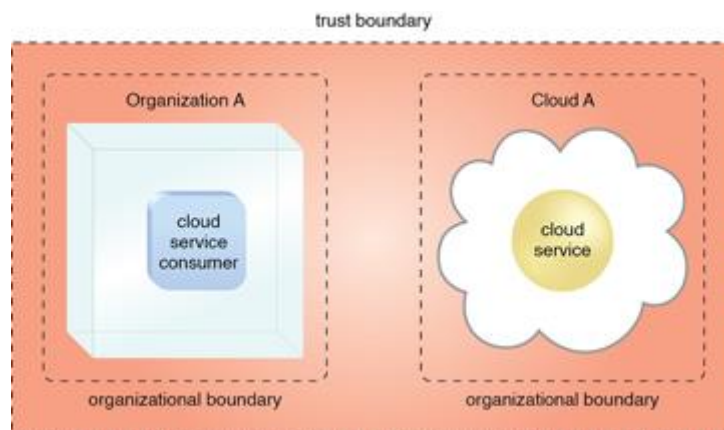 trust boundary
Organization A
Cloud A
cloud
service
consumer
cloud
service
organizational boundary
organizational boundary